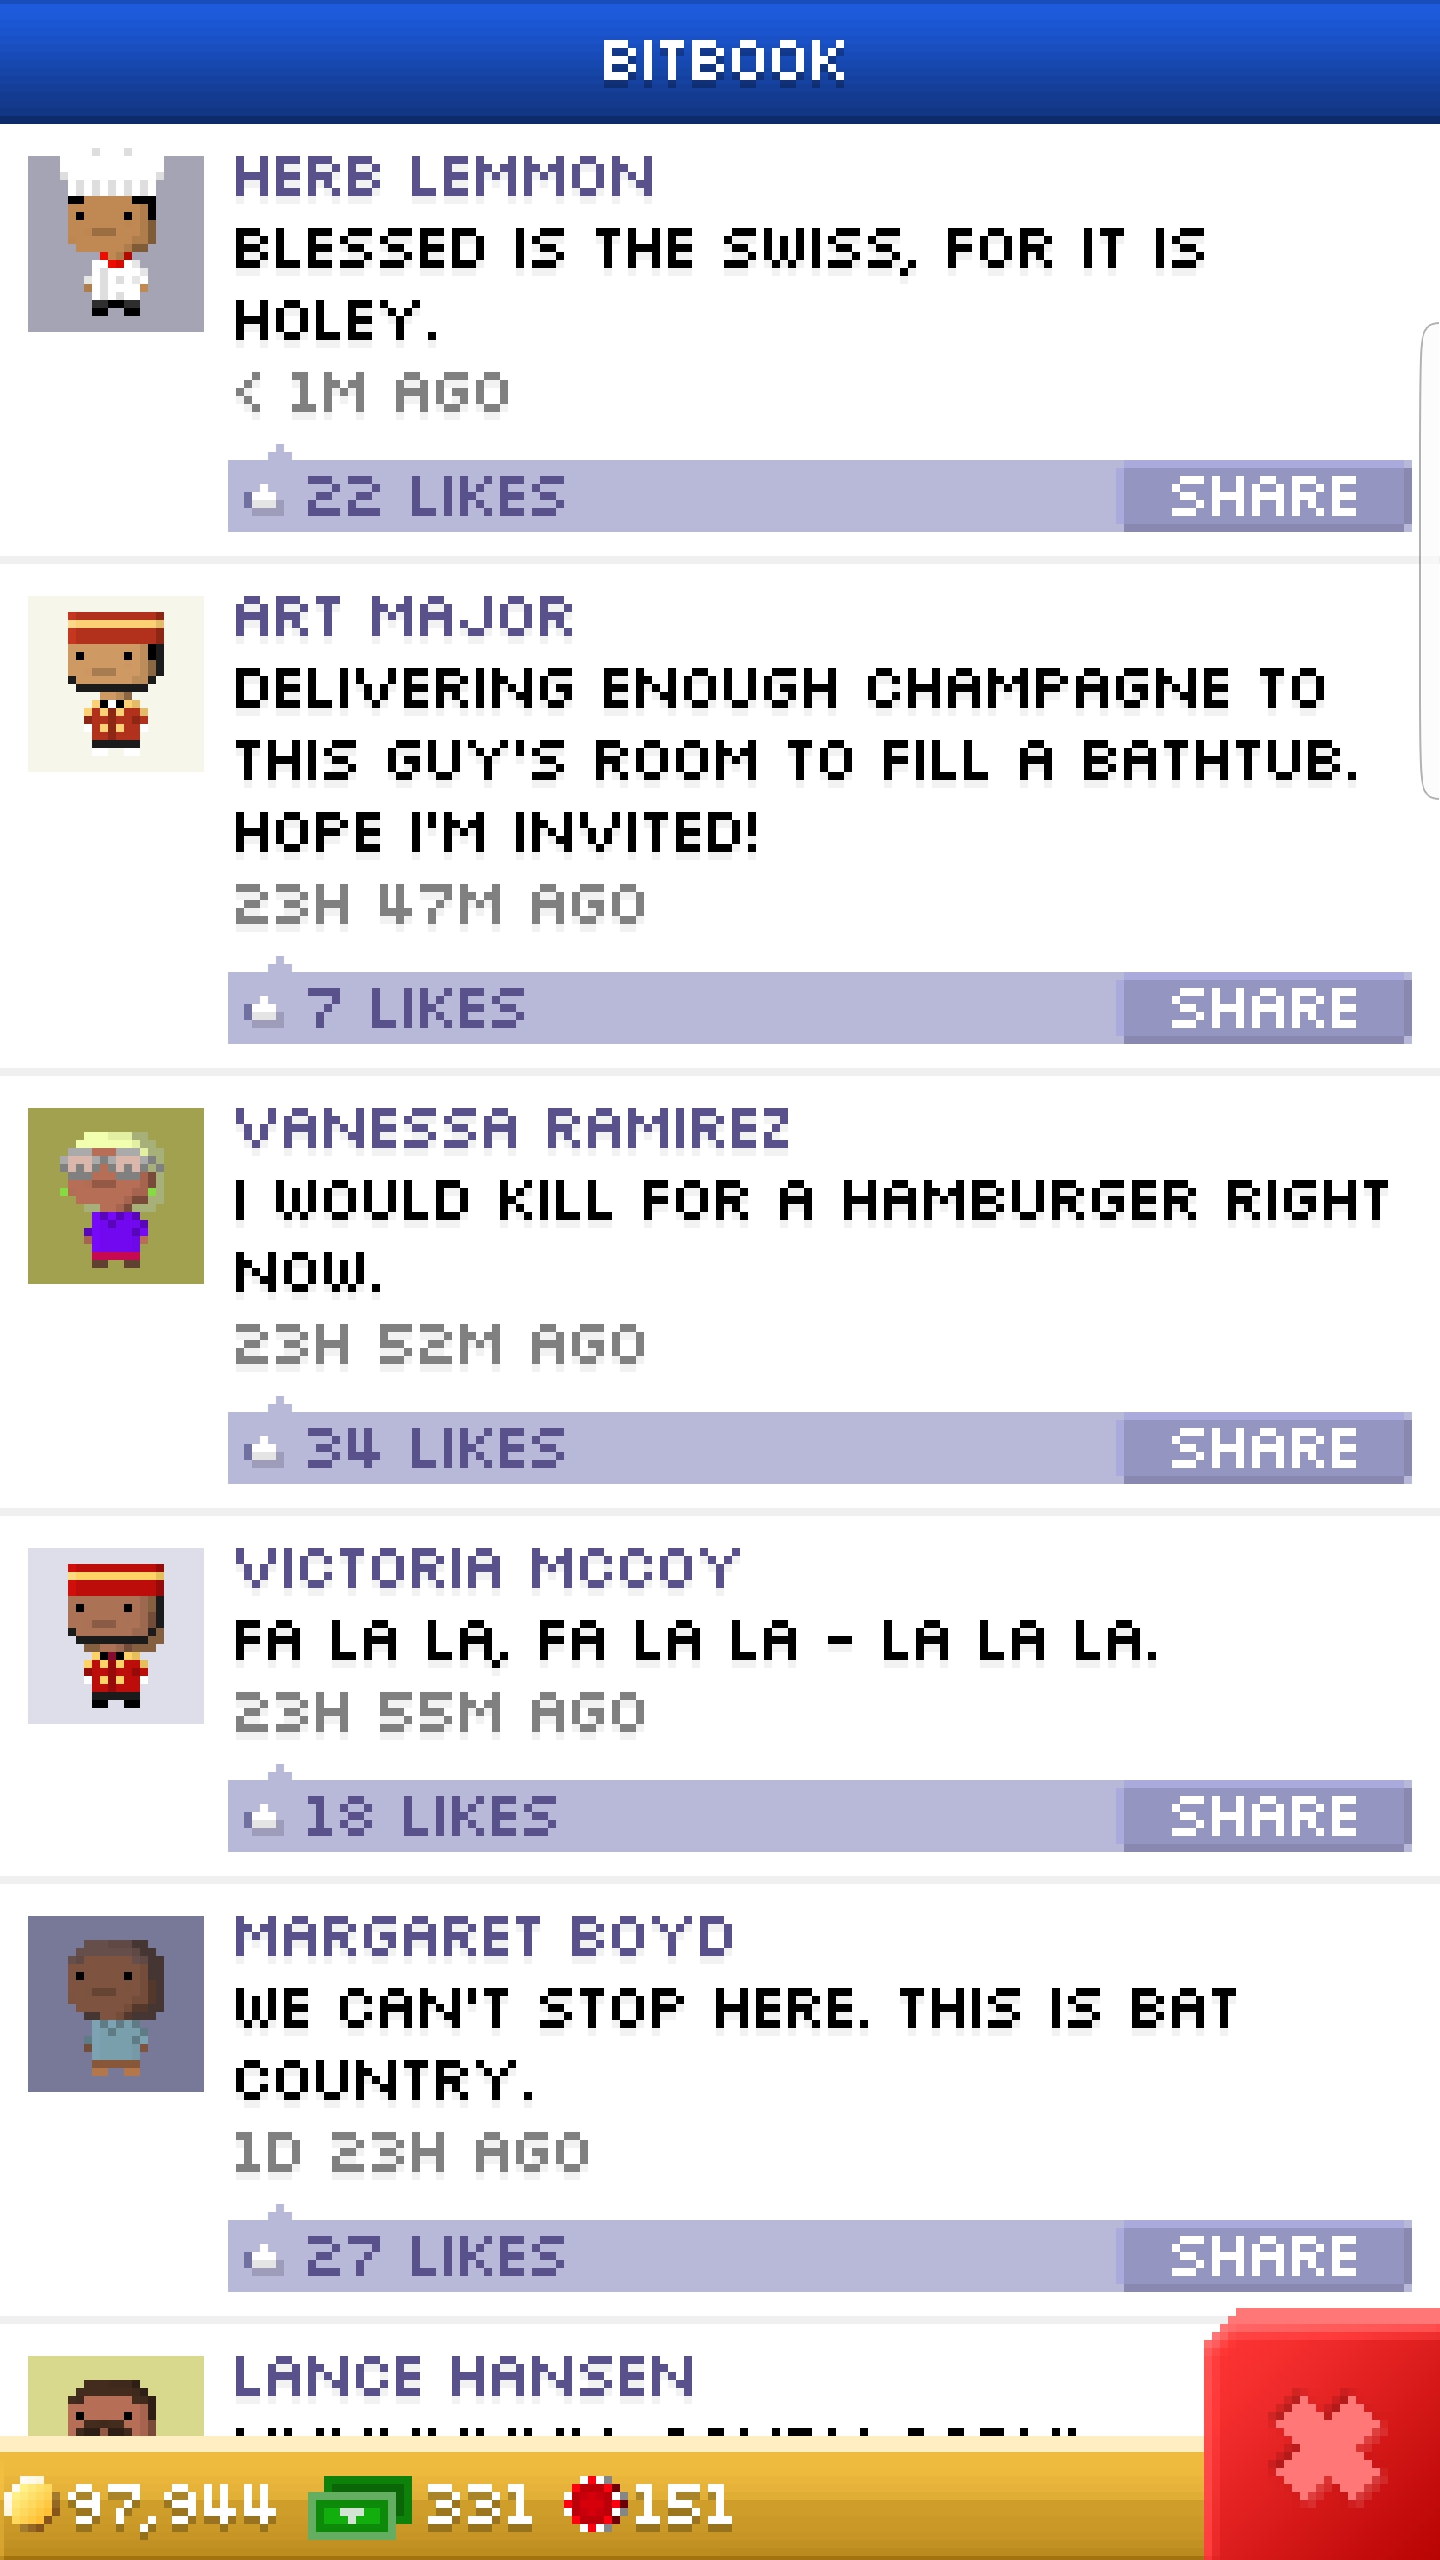 BITBOOK
HERB LEMMON
BLESSED IS THE SWISS, FOR IT IS
HOLEY.
< 1M AGO
22 LIKES SHARE
ART MAJOR
DELIVERING ENOUGH CHAMPAGNE TO
THIS GUY'S ROOM TO FILL A BATHTUB.
HOPE I'M INVITED!
23H 47M AGO
7 LIKES SHARE
VANESSA RAMIREZ
I WOULD KILL FOR A HAMBURGER RIGHT
NOW.
23H 52M AGO
34 LIKES SHARE
VICTORIA MCCOY
FA LA LA, FA LA LA - LA LA LA.
23H 55M AGO
18 LIKES SHARE
MARGARET BOYD
WE CAN'T STOP HERE. THIS IS BAT
COUNTRY.
1D 23H AGO
27 LIKES SHARE
LANCE HANSEN
97,944 331 151